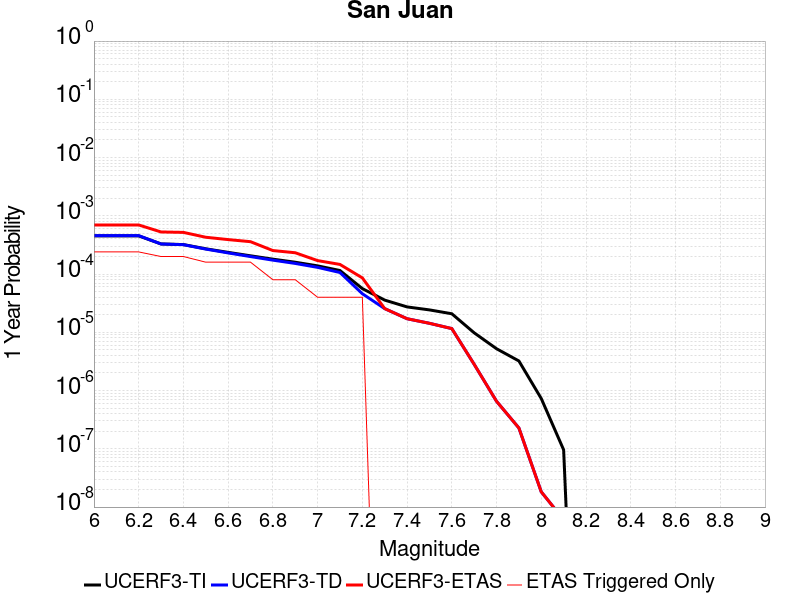 San Juan
10^0
10^-1
10^-2
10^-3
10^-4
10^-5
10^-6
10^-7
10^-8
1 Year Probability
6 6.2 6.4 6.6 6.8 7 7.2 7.4 7.6 7.8 8 8.2 8.4 8.6 8.8 9
Magnitude
UCERF3-TI UCERF3-TD UCERF3-ETAS ETAS Triggered Only